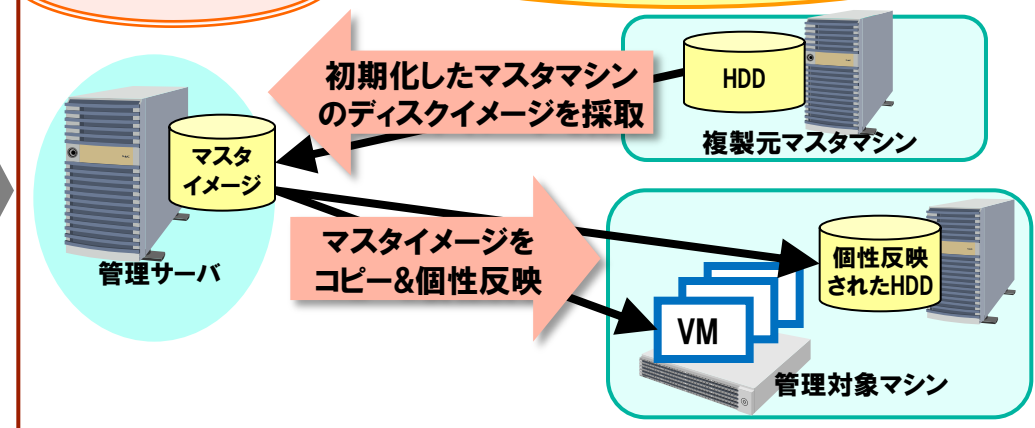 初期化したマスタマシン
のディスクイメージを採取
HDD
複製元マスタマシン
マスタ
イメージ
管理サーバ
マスタイメージを
コピー&個性反映
個性反映
されたHDD
VM
管理対象マシン